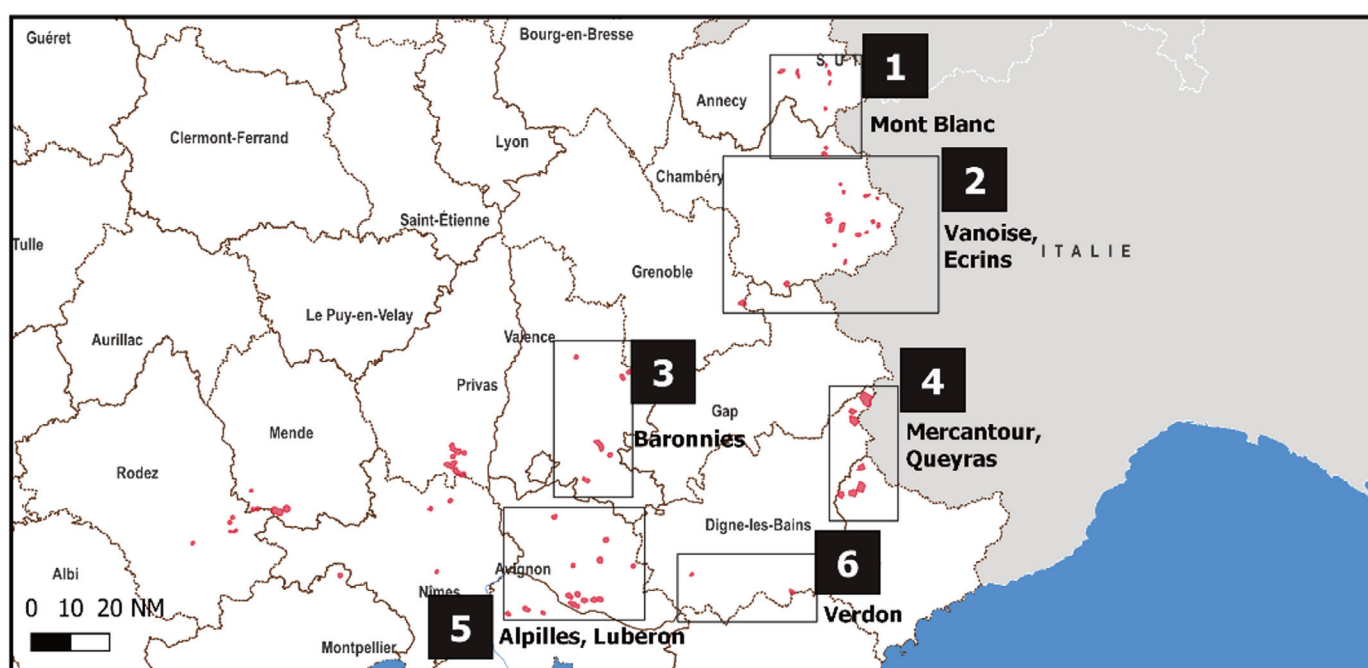 Guéret
Bourg-en-Bresse
S U I
1
Annecy
Mont Blanc
Clermont-Ferrand
Lyon
Chambéry
2
Saint-Étienne
Vanoise,
Ecrins
I T A L I E
Tulle
Grenoble
Le Puy-en-Velay
Aurillac
Valence
3
Privas
4
Gap
Baronnies
Mende
Mercantour,
Queyras
Rodez
Digne-les-Bains
Albi
Avignon
6
Nîmes
0 10 20 NM
5
Alpilles, Luberon
Verdon
Montpellier